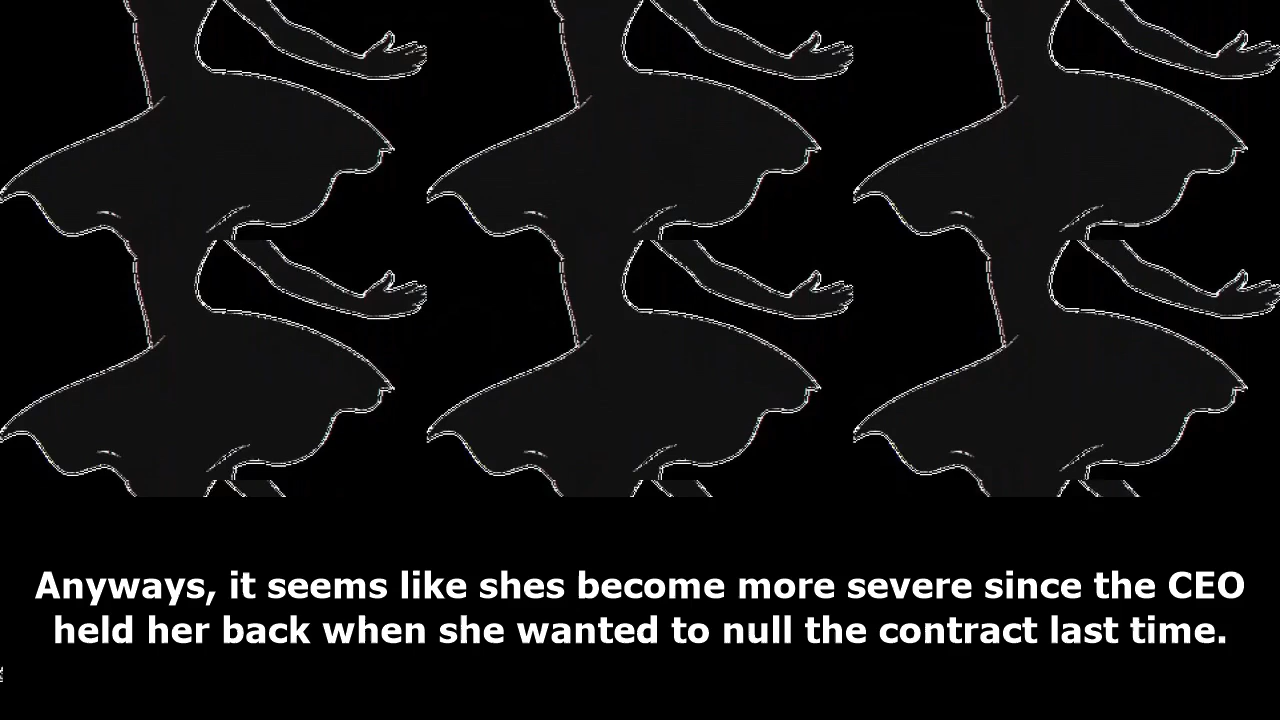 Anyways, it seems like shes become more severe since the CEO
held her back when she wanted to null the contract last time.